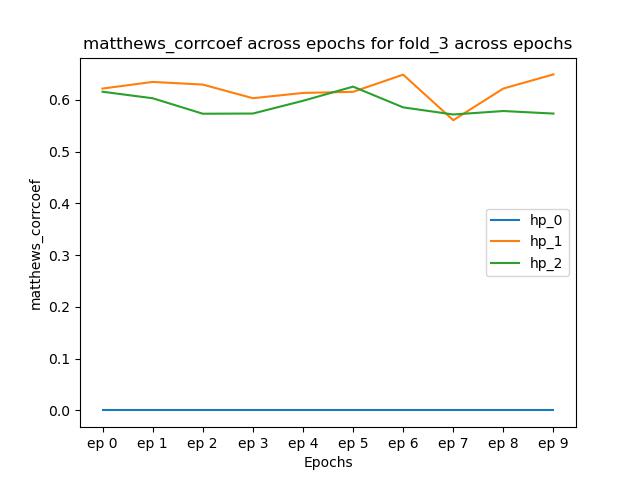 matthews_corrcoef across epochs for fold_3 across epochs
matthews_corrcoef
0.6
0.5
0.4
0.3
0.2
0.1
0.0
hp_0
hp_1
hp_2
ep 0 ep 1 ep 2 ep 3 ep 4 ep 5 ep 6 ep 7 ep 8 ep 9
Epochs